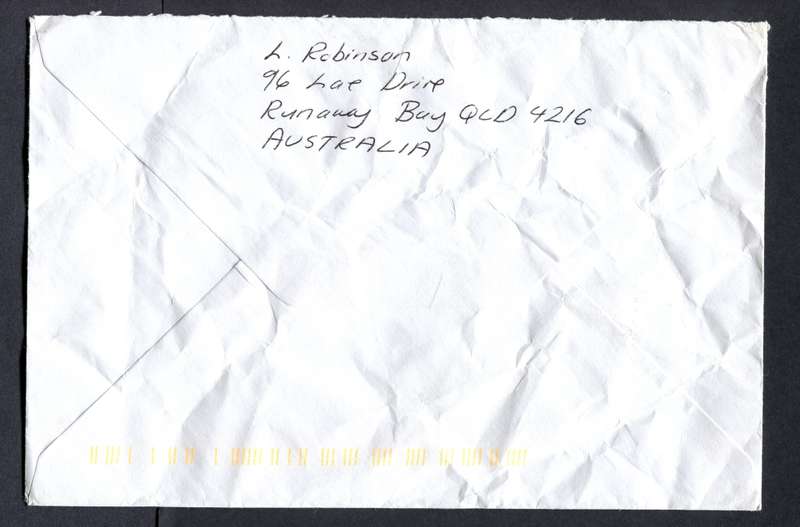 L. Robinson
96 Lae Drive
Runaway Bay QLD 4216
AUSTRALIA